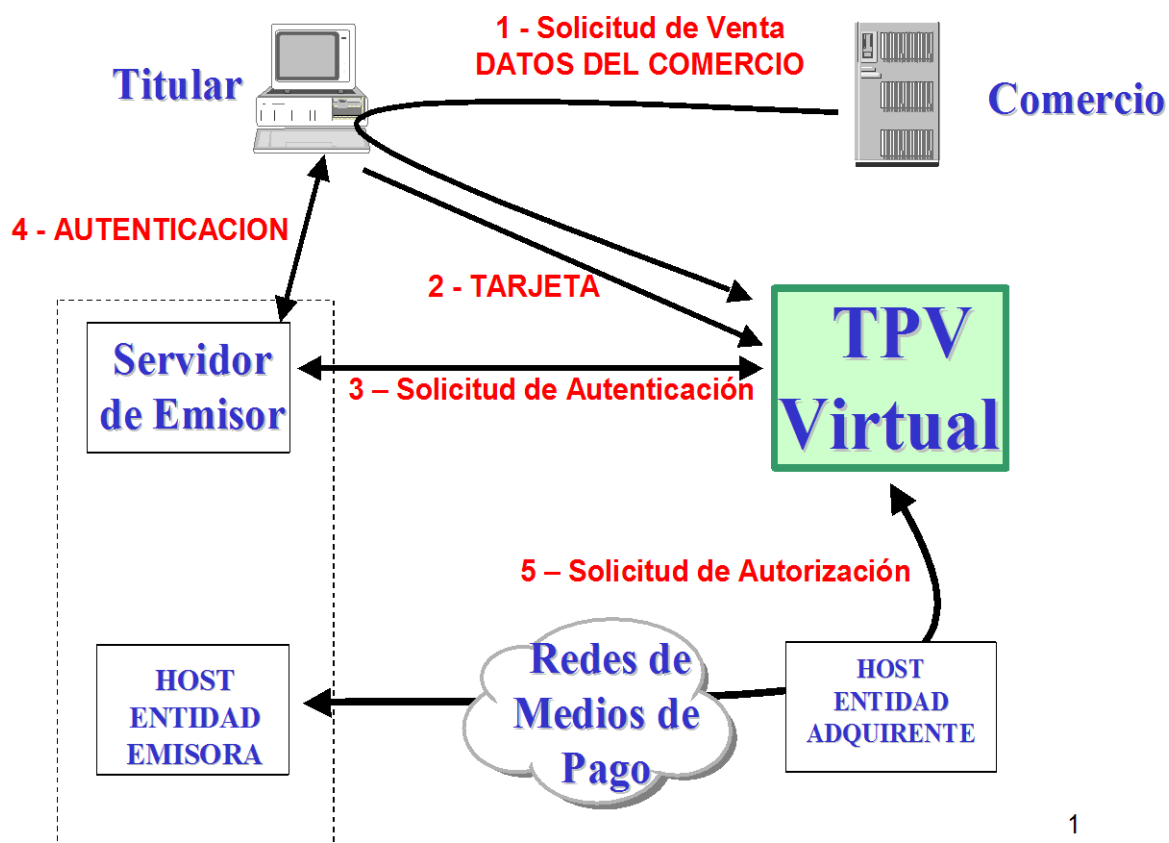 1 - Solicitud de Venta
DATOS DEL COMERCIO
Titular
Comercio
4 - AUTENTICACION
2 - TARJETA
Servidor
de Emisor
3 – Solicitud de Autenticación
TPV
Virtual
5 – Solicitud de Autorización
HOST
ENTIDAD
EMISORA
Redes de
Medios de
Pago
HOST
ENTIDAD
ADQUIRENTE
1